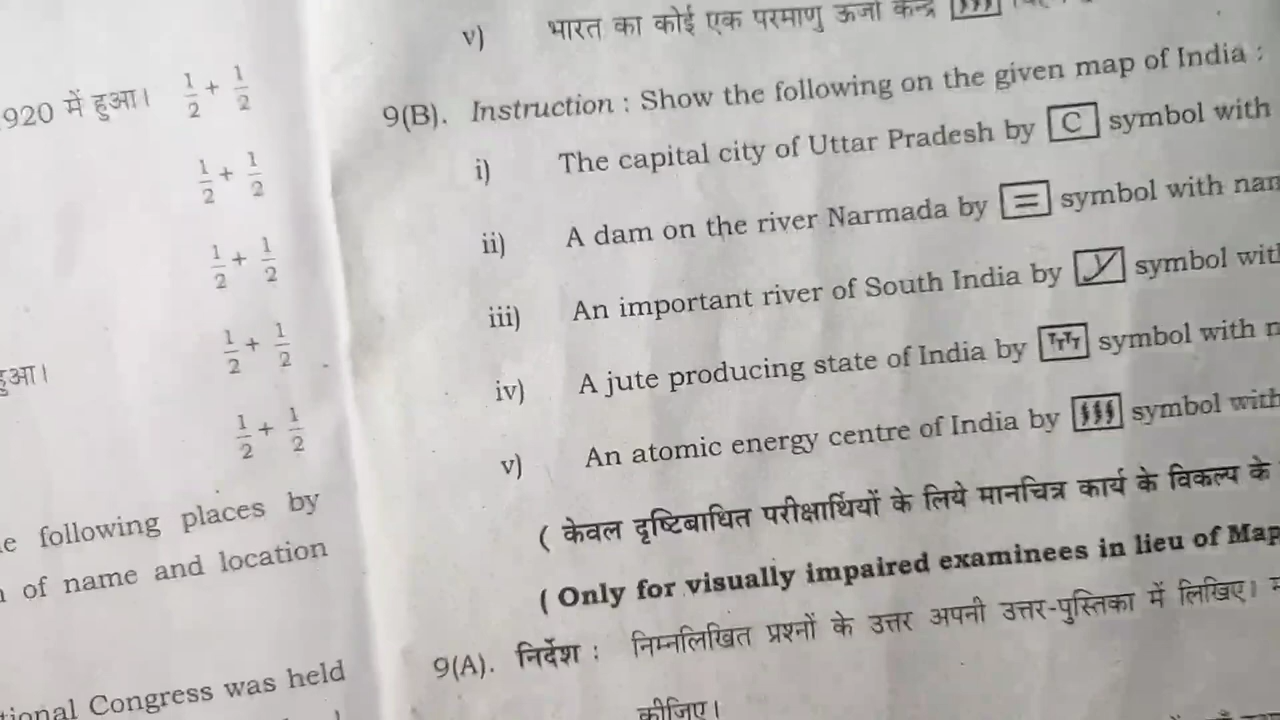 920 में हुआ। 1/2 + 1/2
1/2 + 1/2
1/2 + 1/2
1/2 + 1/2
हुआ।
1/2 + 1/2
following places by
of name and location
Congress was held
v) भारत का कोई एक परमाणु ऊर्जा केन्द्र
9(B). Instruction : Show the following on the given map of India :
i) The capital city of Uttar Pradesh by C symbol with
ii) A dam on the river Narmada by = symbol with
iii) An important river of South India by symbol
iv) A jute producing state of India by symbol with
v) An atomic energy centre of India by symbol with
( केवल दृष्टिबाधित परीक्षार्थियों के लिये मानचित्र कार्य के विकल्प के
( Only for visually impaired examinees in lieu of Map
9(A). निर्देश : निम्नलिखित प्रश्नों के उत्तर अपनी उत्तर-पुस्तिका में लिखिए।
कीजिए।